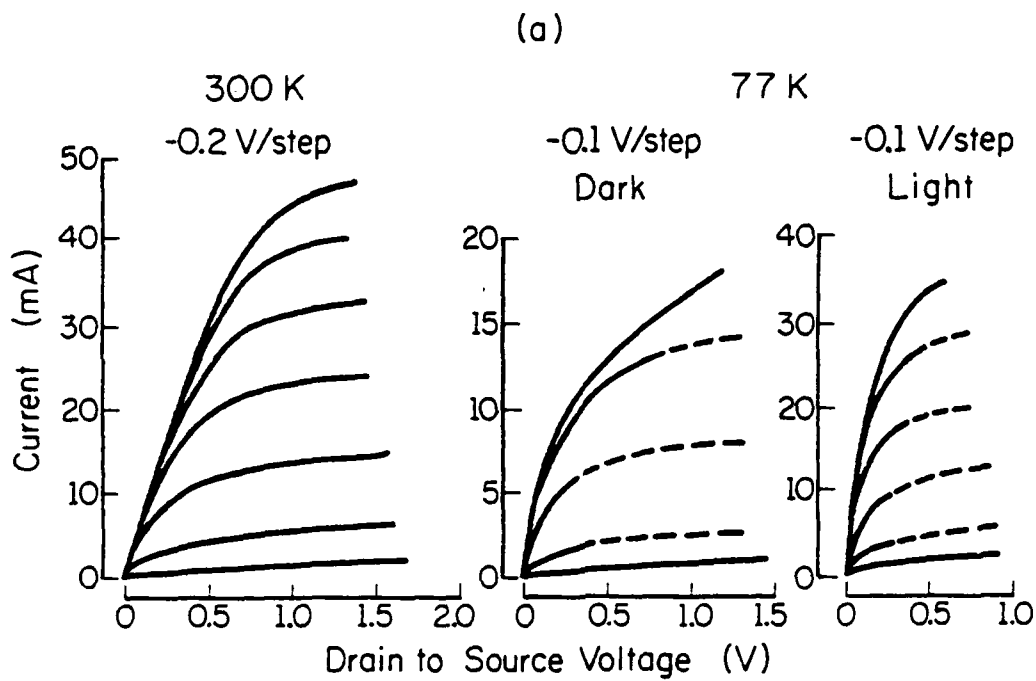 (a)
300 K
77 K
-0.2 V/step
-0.1 V/step
-0.1 V/step
Dark
Light
50
40
30
20
10
0
20
15
10
5
0
40
30
20
10
0
Current (mA)
0 0.5 1.0 1.5 2.0
0 0.5 1.0 1.5
0 0.5 1.0
Drain to Source Voltage (V)